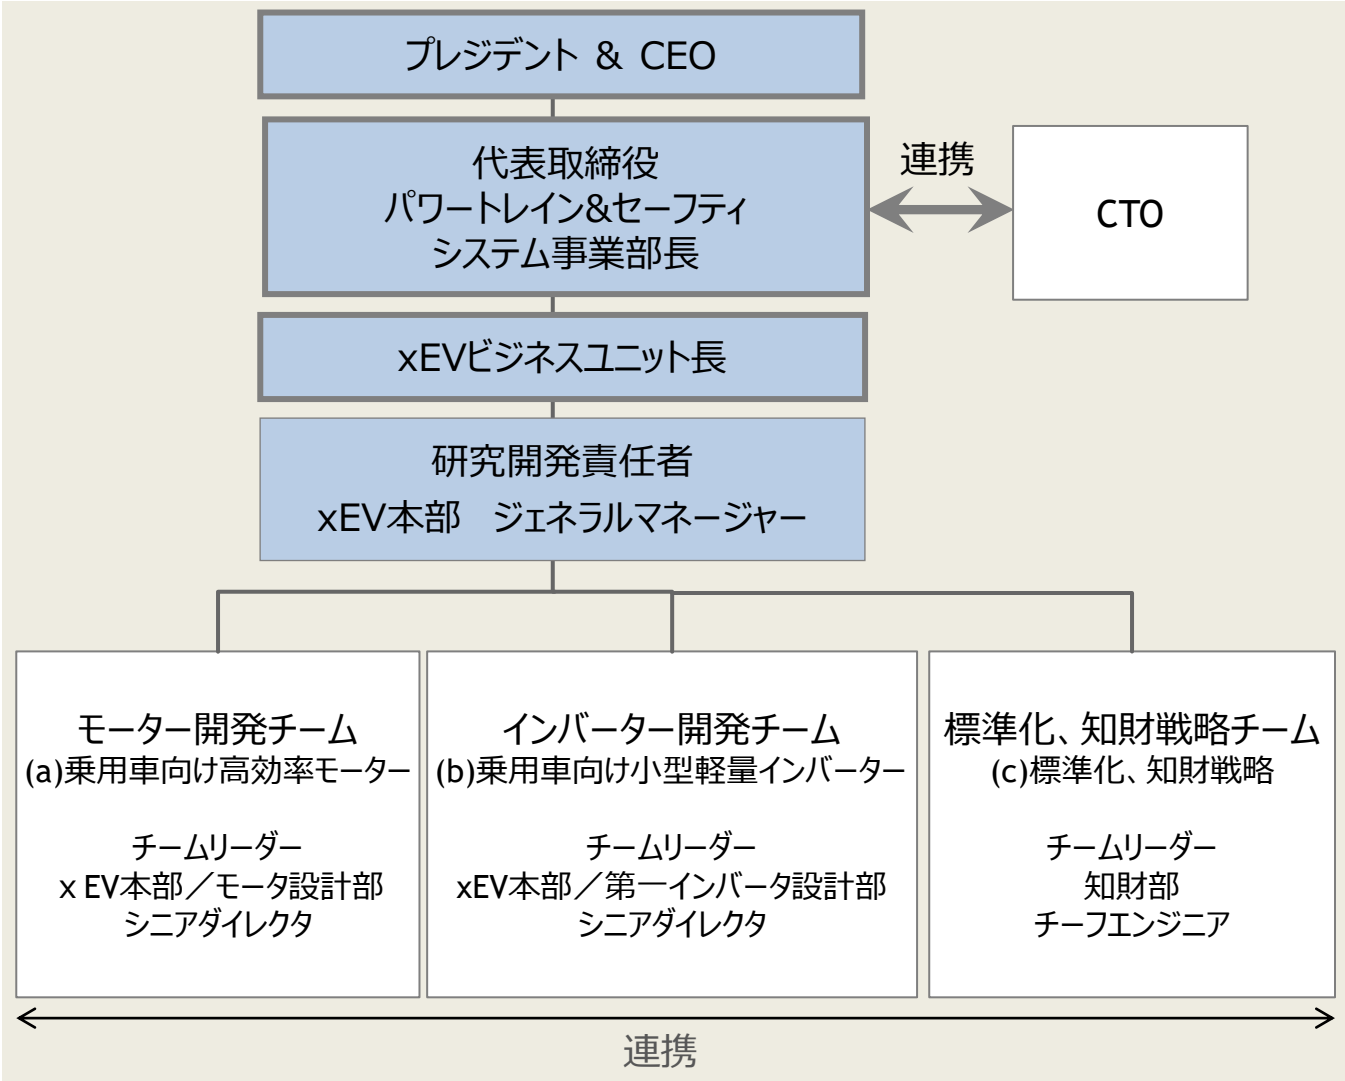 プレジデント & CEO
代表取締役
パワートレイン&セーフティ
システム事業部長
連携
CTO
xEVビジネスユニット長
研究開発責任者
xEV本部　ジェネラルマネージャー
モーター開発チーム
(a)乗用車向け高効率モーター
チームリーダー
x EV本部／モータ設計部
シニアダイレクタ
インバーター開発チーム
(b)乗用車向け小型軽量インバーター
チームリーダー
xEV本部／第一インバータ設計部
シニアダイレクタ
標準化、知財戦略チーム
(c)標準化、知財戦略
チームリーダー
知財部
チーフエンジニア
連携